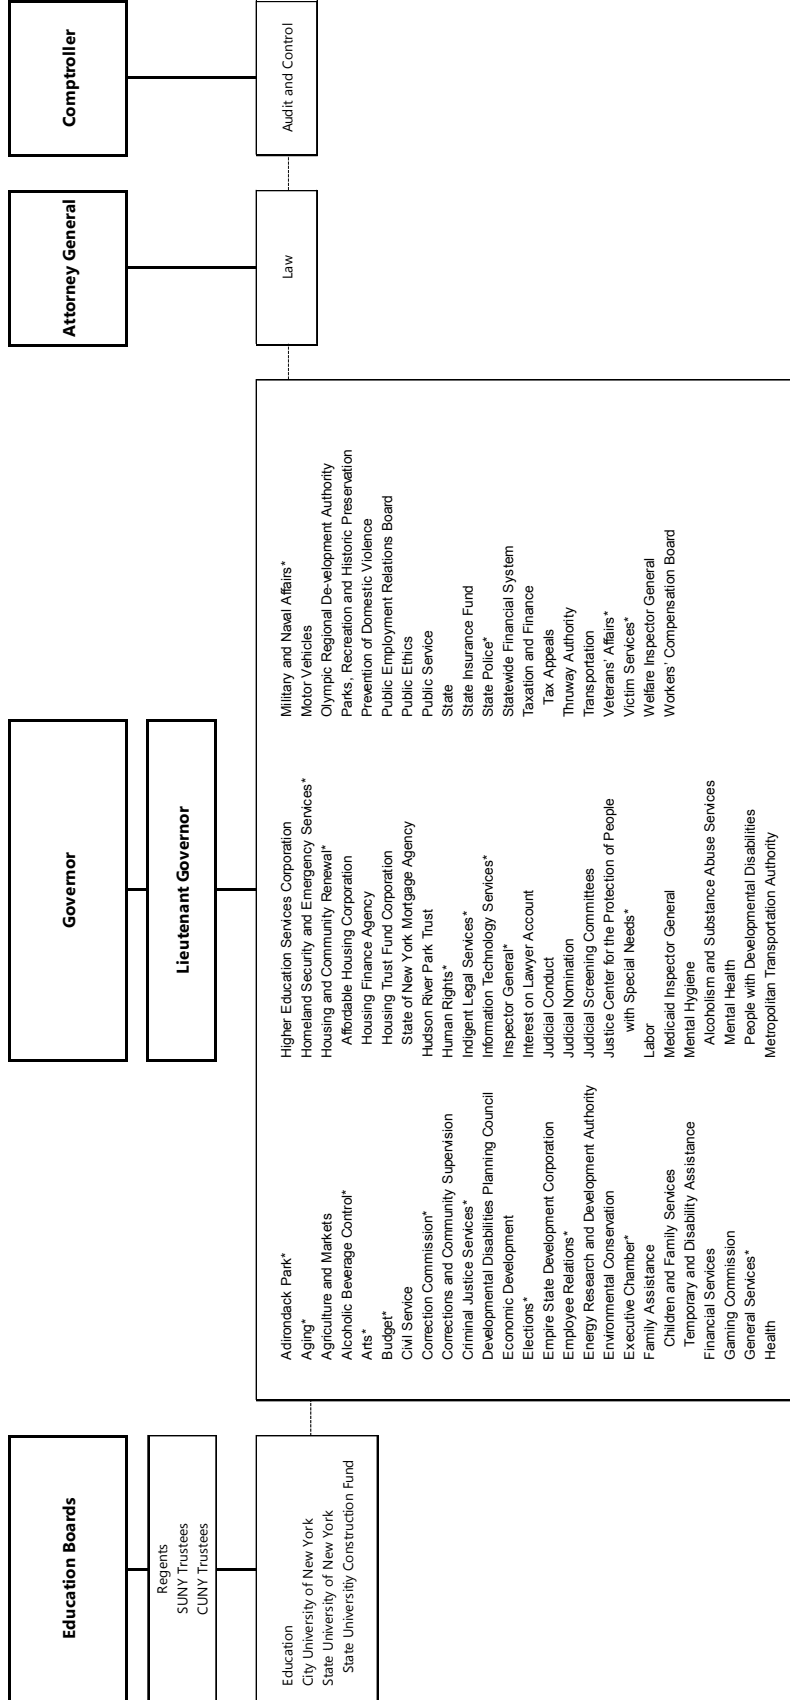 Education Boards
Regents
SUNY Trustees
CUNY Trustees
Education
City University of New York
State University of New York
State Universitiy Construction Fund
Governor
Lieutenant Governor
Adirondack Park*
Aging*
Agriculture and Markets
Alcoholic Beverage Control*
Arts*
Budget*
Civil Service
Correction Commission*
Corrections and Community Supervision
Criminal Justice Services*
Developmental Disabilities Planning Council
Economic Development
Elections*
Empire State Development Corporation
Employee Relations*
Energy Research and Development Authority
Environmental Conservation
Executive Chamber*
Family Assistance
Children and Family Services
Temporary and Disability Assistance
Financial Services
Gaming Commission
General Services*
Health
Higher Education Services Corporation
Homeland Security and Emergency Services*
Housing and Community Renewal*
Affordable Housing Corporation
Housing Finance Agency
Housing Trust Fund Corporation
State of New York Mortgage Agency
Hudson River Park Trust
Human Rights*
Indigent Legal Services*
Information Technology Services*
Inspector General*
Interest on Lawyer Account
Judicial Conduct
Judicial Nomination
Judicial Screening Committees
Justice Center for the Protection of People
with Special Needs*
Labor
Medicaid Inspector General
Mental Hygiene
Alcoholism and Substance Abuse Services
Mental Health
People with Developmental Disabilities
Metropolitan Transportation Authority
Military and Naval Affairs*
Motor Vehicles
Olympic Regional De-velopment Authority
Parks, Recreation and Historic Preservation
Prevention of Domestic Violence
Public Employment Relations Board
Public Ethics
Public Service
State
State Insurance Fund
State Police*
Statewide Financial System
Taxation and Finance
Tax Appeals
Thruway Authority
Transportation
Veterans' Affairs*
Victim Services*
Welfare Inspector General
Workers' Compensation Board
Attorney General
Law
Comptroller
Audit and Control